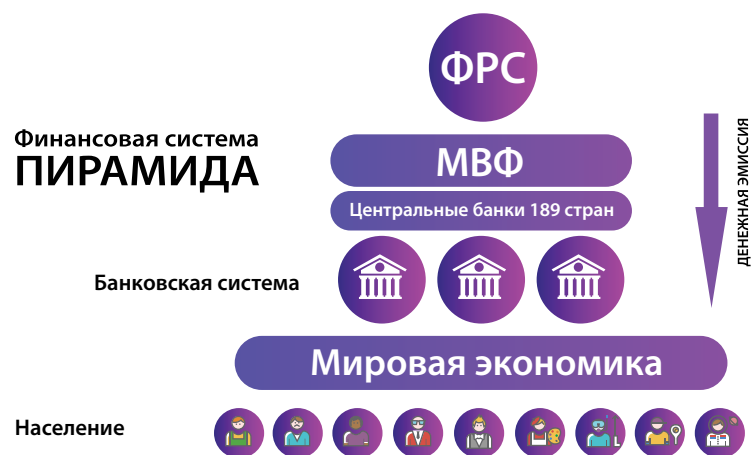 ФРС
Финансовая система
ПИРАМИДА
МВФ
Центральные банки 189 стран
ДЕНЕЖНАЯ ЭМИССИЯ
Банковская система
Мировая экономика
Население